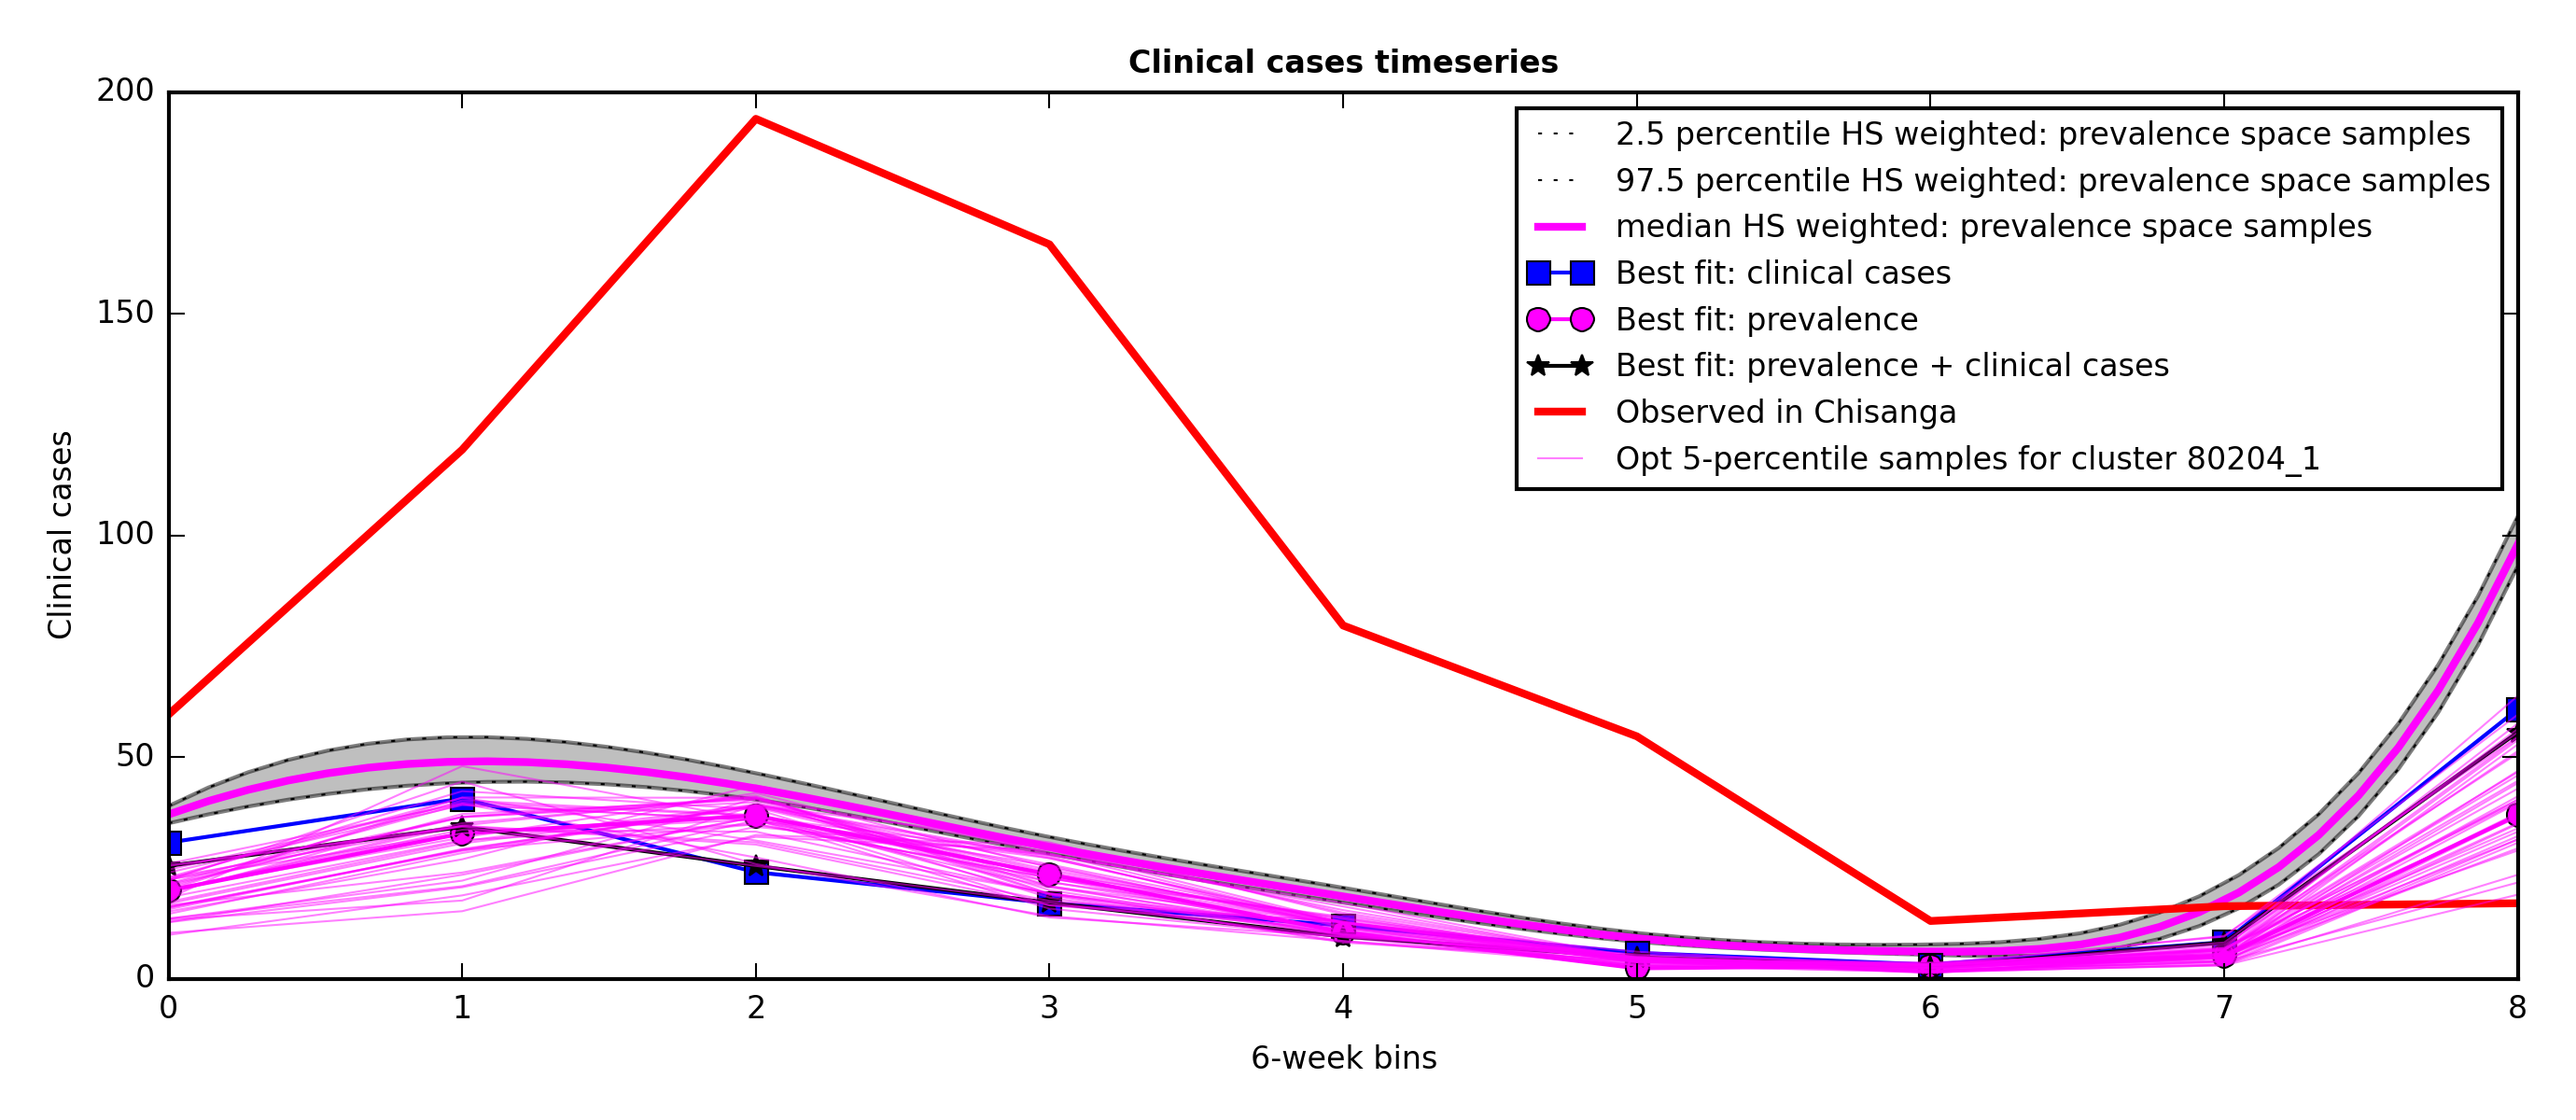 Clinical cases timeseries
200
150
100
50
0
Clinical cases
2.5 percentile HS weighted: prevalence space samples
97.5 percentile HS weighted: prevalence space samples
median HS weighted: prevalence space samples
Best fit: clinical cases
Best fit: prevalence
Best fit: prevalence + clinical cases
Observed in Chisanga
Opt 5-percentile samples for cluster 80204_1
0 1 2 3 4 5 6 7 8
6-week bins